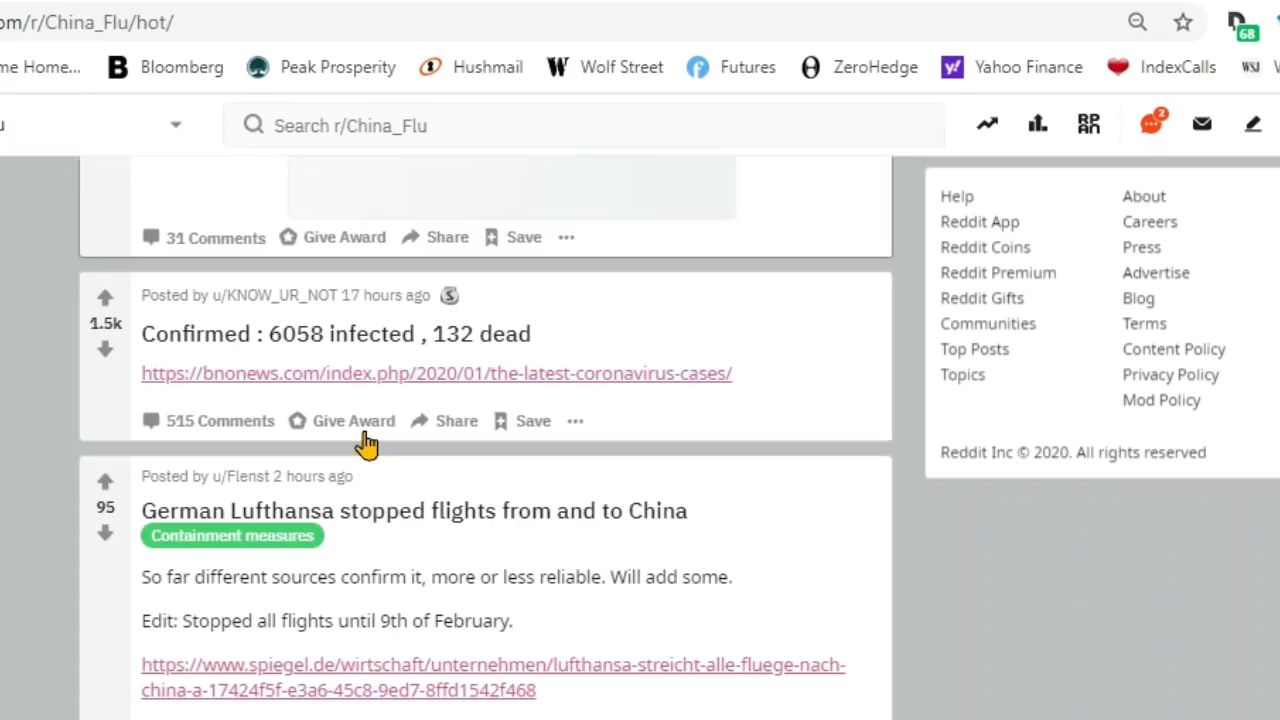 om/r/China_Flu/hot/
68
me Home...
B Bloomberg
Peak Prosperity
Hushmail
W Wolf Street
f Futures
ZeroHedge
y! Yahoo Finance
IndexCalls
WSJ
u
Search r/China_Flu
2
31 Comments
Give Award
Share
Save
Help
About
Reddit App
Careers
Reddit Coins
Press
Reddit Premium
Advertise
Reddit Gifts
Blog
Communities
Terms
Top Posts
Content Policy
Topics
Privacy Policy
Mod Policy
Reddit Inc © 2020. All rights reserved
Posted by u/KNOW_UR_NOT 17 hours ago
1.5k
Confirmed : 6058 infected , 132 dead
https://bnonews.com/index.php/2020/01/the-latest-coronavirus-cases/
515 Comments
Give Award
Share
Save
Posted by u/Flenst 2 hours ago
95
German Lufthansa stopped flights from and to China
Containment measures
So far different sources confirm it, more or less reliable. Will add some.
Edit: Stopped all flights until 9th of February.
https://www.spiegel.de/wirtschaft/unternehmen/lufthansa-streicht-alle-fluege-nach-
china-a-17424f5f-e3a6-45c8-9ed7-8ffd1542f468